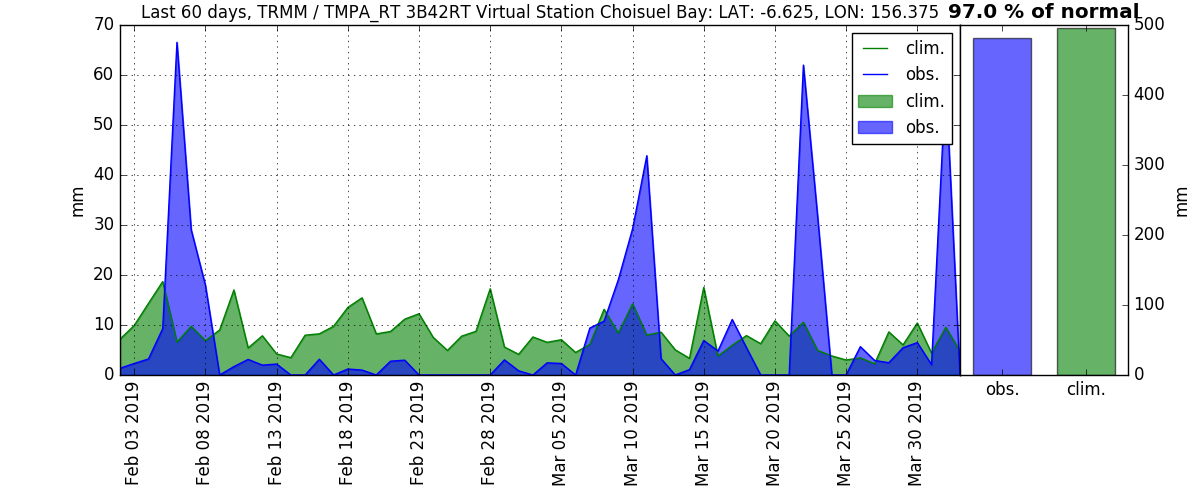 Last 60 days, TRMM / TMPA_RT 3B42RT Virtual Station Choisuel Bay: LAT: -6.625, LON: 156.375
97.0 % of normal
70
60
50
40
30
20
10
0
mm
clim.
obs.
clim.
obs.
Feb 03 2019
Feb 08 2019
Feb 13 2019
Feb 18 2019
Feb 23 2019
Feb 28 2019
Mar 05 2019
Mar 10 2019
Mar 15 2019
Mar 20 2019
Mar 25 2019
Mar 30 2019
500
400
300
200
100
0
mm
obs.
clim.